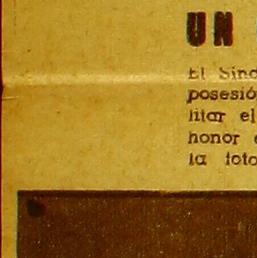 UN
El Sind
posesió
litar el
honor
la foto